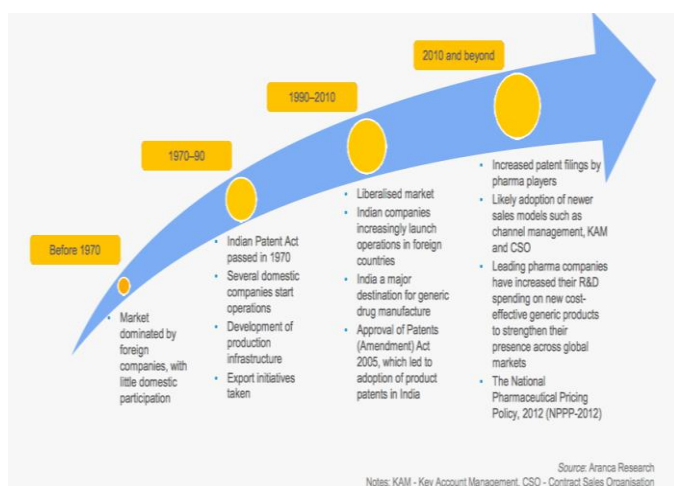 2010 and beyond
1990–2010
1970–90
Before 1970
• Market
dominated by
foreign
companies, with
little domestic
participation
• Indian Patent Act
passed in 1970
• Several domestic
companies start
operations
• Development of
production
infrastructure
• Export initiatives
taken
• Liberalised market
• Indian companies
increasingly launch
operations in foreign
countries
• India a major
destination for generic
drug manufacture
• Approval of Patents
(Amendment) Act
2005, which led to
adoption of product
patents in India
• Increased patent filings by
pharma players
• Likely adoption of newer
sales models such as
channel management, KAM
and CSO
• Leading pharma companies
have increased their R&D
spending on new cost-
effective generic products
to strengthen their
presence across global
markets
• The National
Pharmaceutical Pricing
Policy, 2012 (NPPP-2012)
Source: Aranca Research
Notes: KAM - Key Account Management, CSO - Contract Sales Organisation